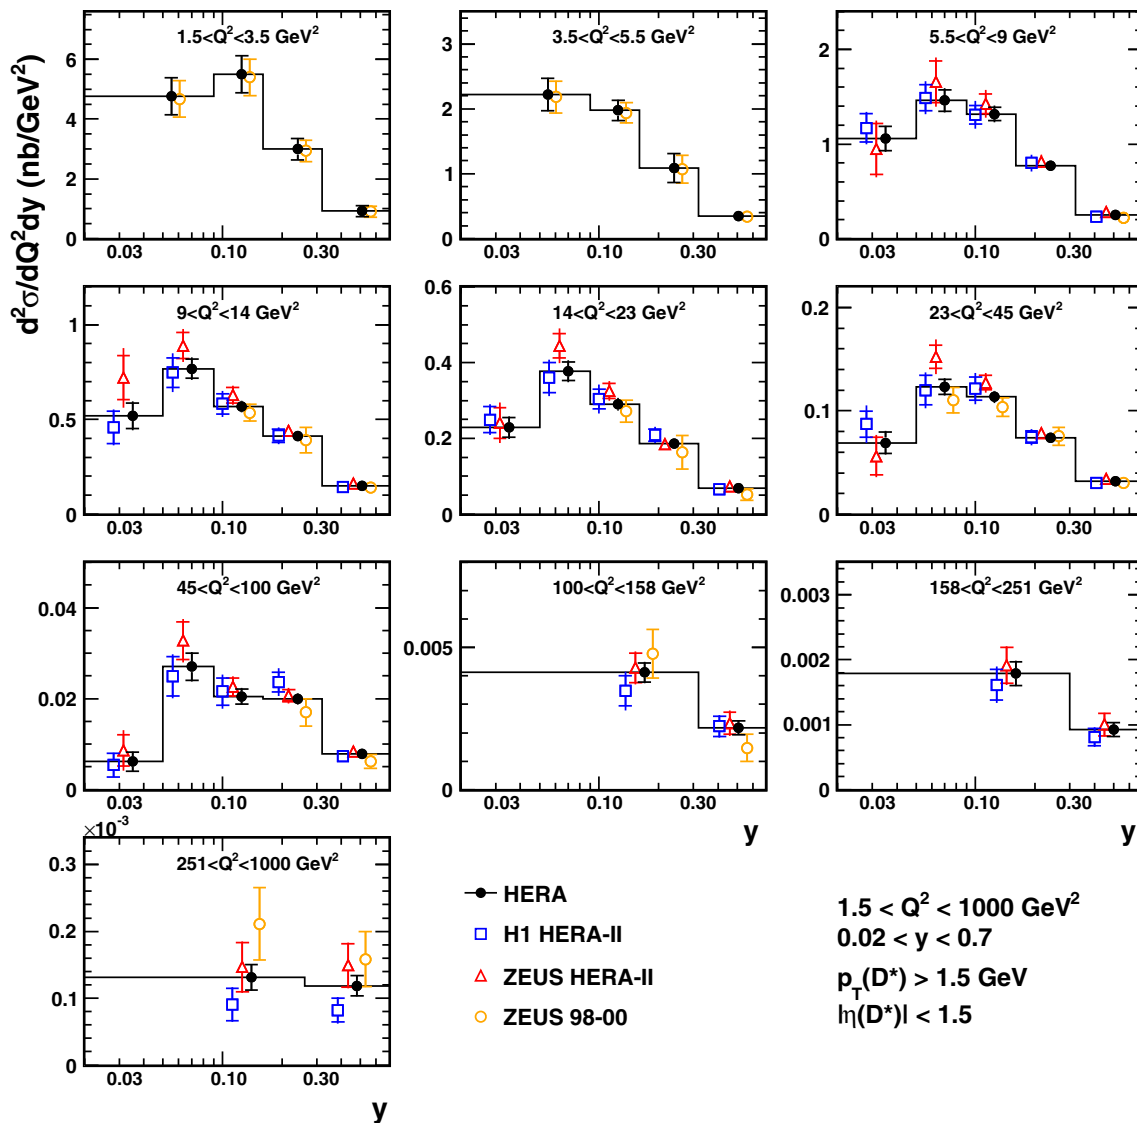 d²σ/dQ²dy (nb/GeV²)
1.5<Q²<3.5 GeV²
6
4
2
0
0.03 0.10 0.30
3.5<Q²<5.5 GeV²
3
2
1
0
0.03 0.10 0.30
5.5<Q²<9 GeV²
2
1
0
0.03 0.10 0.30
9<Q²<14 GeV²
1
0.5
0
0.03 0.10 0.30
14<Q²<23 GeV²
0.6
0.4
0.2
0
0.03 0.10 0.30
23<Q²<45 GeV²
0.2
0.1
0
0.03 0.10 0.30
45<Q²<100 GeV²
0.04
0.02
0
0.03 0.10 0.30
100<Q²<158 GeV²
0.005
0
0.03 0.10 0.30
y
158<Q²<251 GeV²
0.003
0.002
0.001
0
0.03 0.10 0.30
y
×10⁻³
251<Q²<1000 GeV²
0.3
0.2
0.1
0
0.03 0.10 0.30
y
HERA
H1 HERA-II
ZEUS HERA-II
ZEUS 98-00
1.5 < Q² < 1000 GeV²
0.02 < y < 0.7
p_T(D*) > 1.5 GeV
|η(D*)| < 1.5